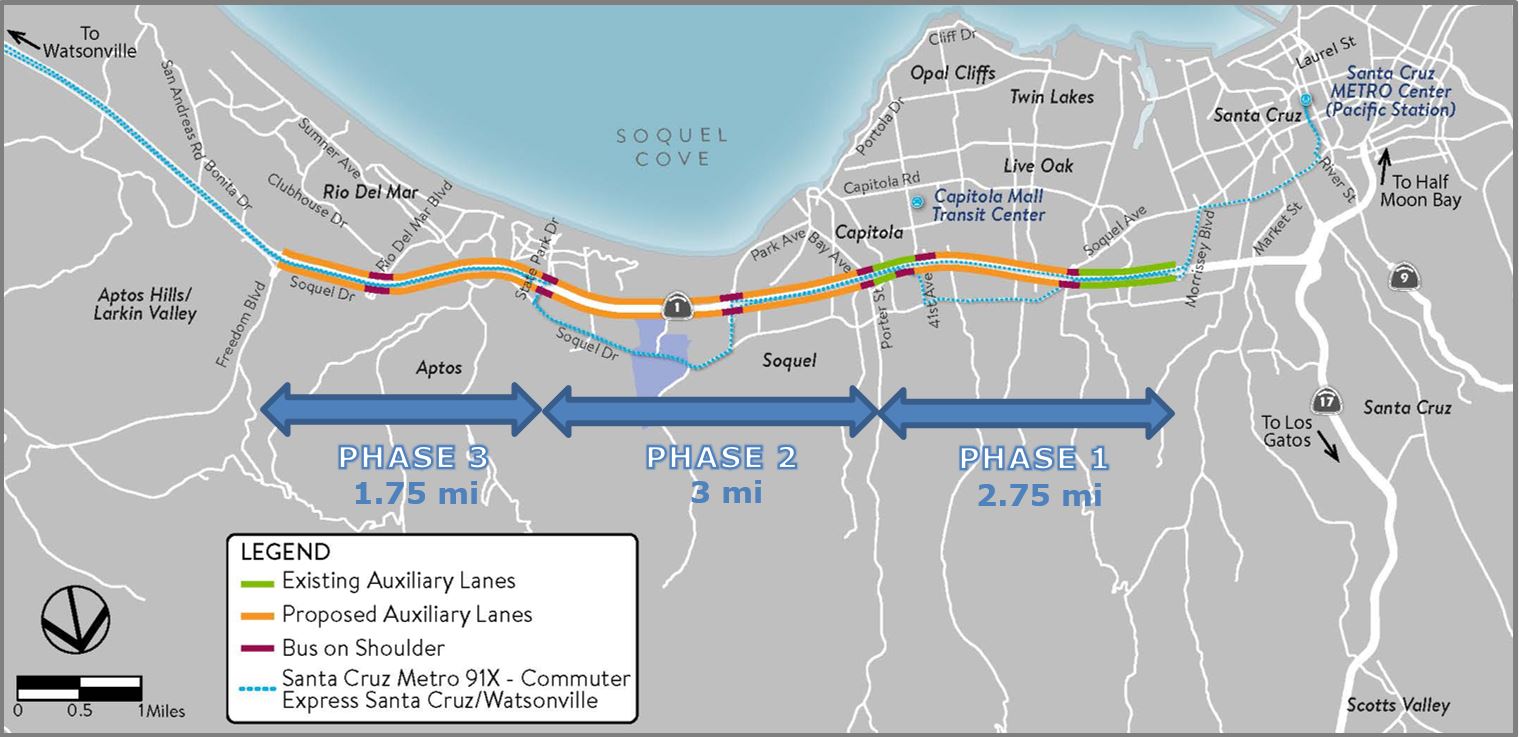 To
Watsonville
San Andreas Rd
Bonita Dr
Sumner Ave
Clubhouse Dr
Rio Del Mar
Rio Del Mar Blvd
State Park Dr
SOQUEL
COVE
Cliff Dr
Opal Cliffs
Twin Lakes
Portola Dr
Live Oak
Capitola Rd
Capitola Mall
Transit Center
Capitola
Park Ave
Bay Ave
Soquel Ave
Laurel St
Santa Cruz
METRO Center
(Pacific Station)
Santa Cruz
River St
To Half
Moon Bay
Market St
Morrissey Blvd
9
1
Aptos Hills/
Larkin Valley
Soquel Dr
Freedom Blvd
Aptos
Soquel Dr
Soquel
Porter St
41st Ave
17
Santa Cruz
To Los
Gatos
PHASE 3
1.75 mi
PHASE 2
3 mi
PHASE 1
2.75 mi
LEGEND
Existing Auxiliary Lanes
Proposed Auxiliary Lanes
Bus on Shoulder
Santa Cruz Metro 91X - Commuter
Express Santa Cruz/Watsonville
0 0.5 1 Miles
Scotts Valley